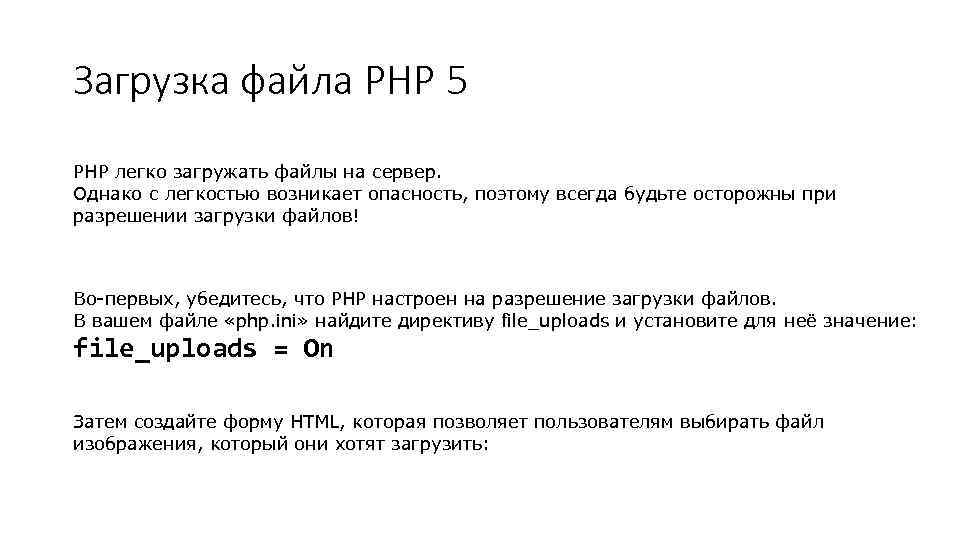 Загрузка файла PHP 5
PHP легко загружать файлы на сервер.
Однако с легкостью возникает опасность, поэтому всегда будьте осторожны при
разрешении загрузки файлов!
Во-первых, убедитесь, что PHP настроен на разрешение загрузки файлов.
В вашем файле «php.ini» найдите директиву file_uploads и установите для неё значение:
file_uploads = On
Затем создайте форму HTML, которая позволяет пользователям выбирать файл
изображения, который они хотят загрузить: